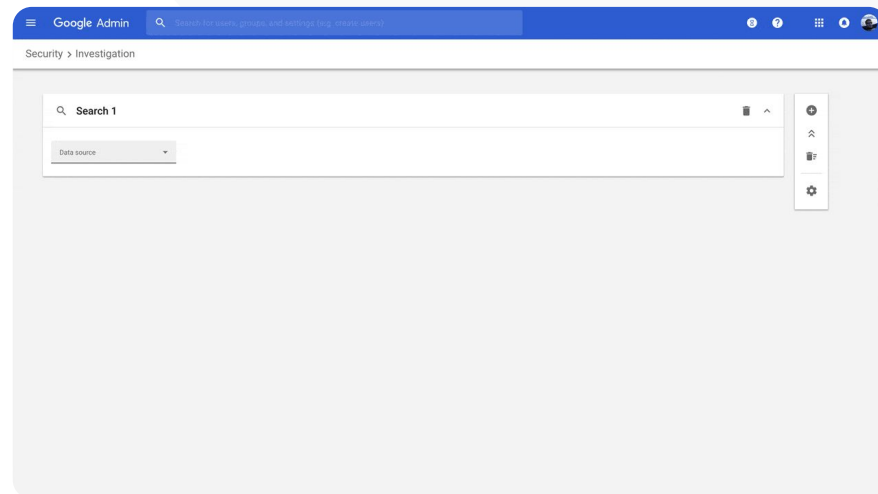 Google Admin
Search for users, groups, and settings (e.g. create users)
Security > Investigation
Search 1
Data source